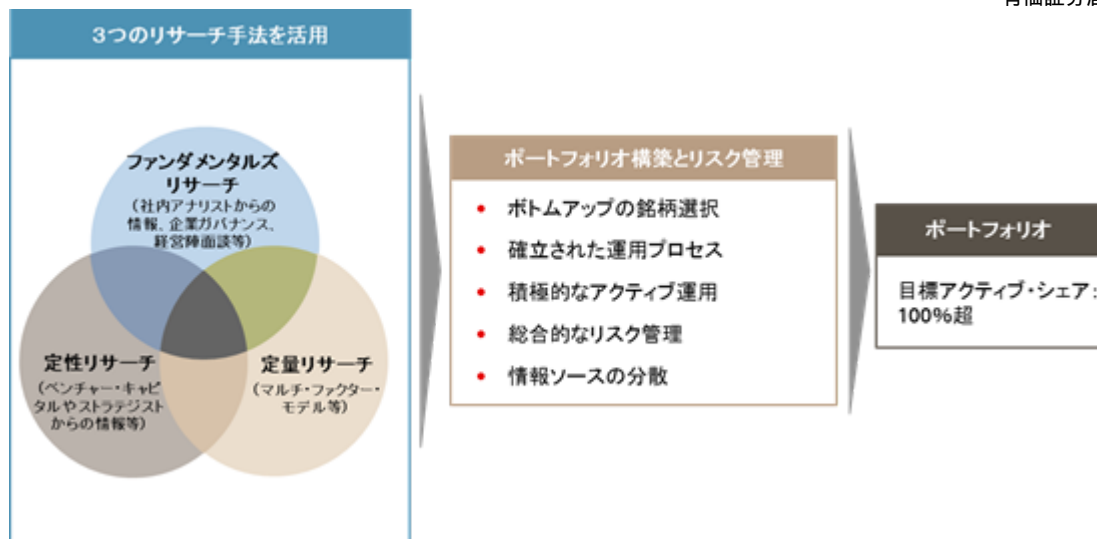 3つのリサーチ手法を活用
ファンダメンタルズ
リサーチ
(社内アナリストからの
情報、企業ガバナンス、
経営陣面談等)
定性リサーチ
(ベンチャー・キャピ
タルやストラテジスト
からの情報等)
定量リサーチ
(マルチ・ファクター・
モデル等)
ポートフォリオ構築とリスク管理
• ボトムアップの銘柄選択
• 確立された運用プロセス
• 積極的なアクティブ運用
• 総合的なリスク管理
• 情報ソースの分散
ポートフォリオ
目標アクティブ・シェア:
100%超